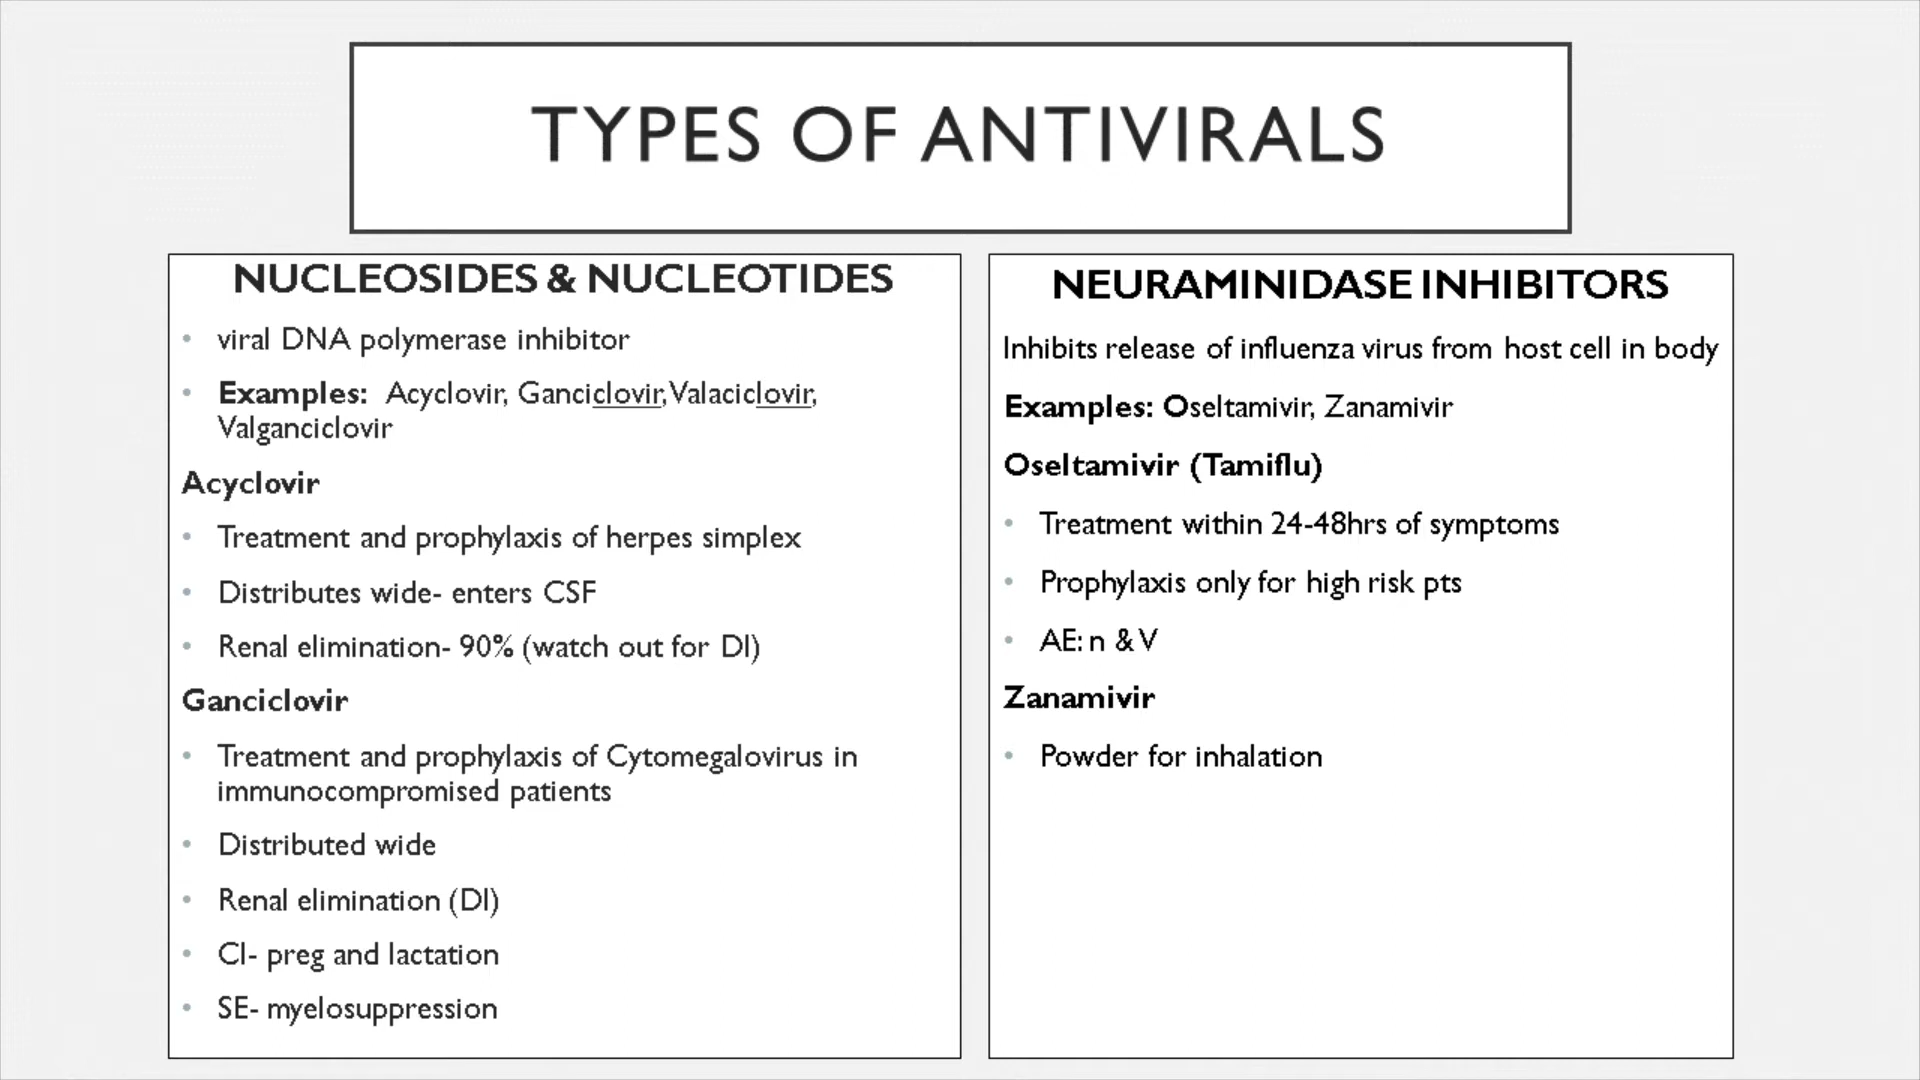 TYPES OF ANTIVIRALS
NUCLEOSIDES & NUCLEOTIDES
• viral DNA polymerase inhibitor
• Examples: Acyclovir, Ganciclovir, Valaciclovir,
Valganciclovir
Acyclovir
• Treatment and prophylaxis of herpes simplex
• Distributes wide- enters CSF
• Renal elimination- 90% (watch out for DI)
Ganciclovir
• Treatment and prophylaxis of Cytomegalovirus in
immunocompromised patients
• Distributed wide
• Renal elimination (DI)
• CI- preg and lactation
• SE- myelosuppression
NEURAMINIDASE INHIBITORS
Inhibits release of influenza virus from host cell in body
Examples: Oseltamivir, Zanamivir
Oseltamivir (Tamiflu)
• Treatment within 24-48hrs of symptoms
• Prophylaxis only for high risk pts
• AE: n & V
Zanamivir
• Powder for inhalation